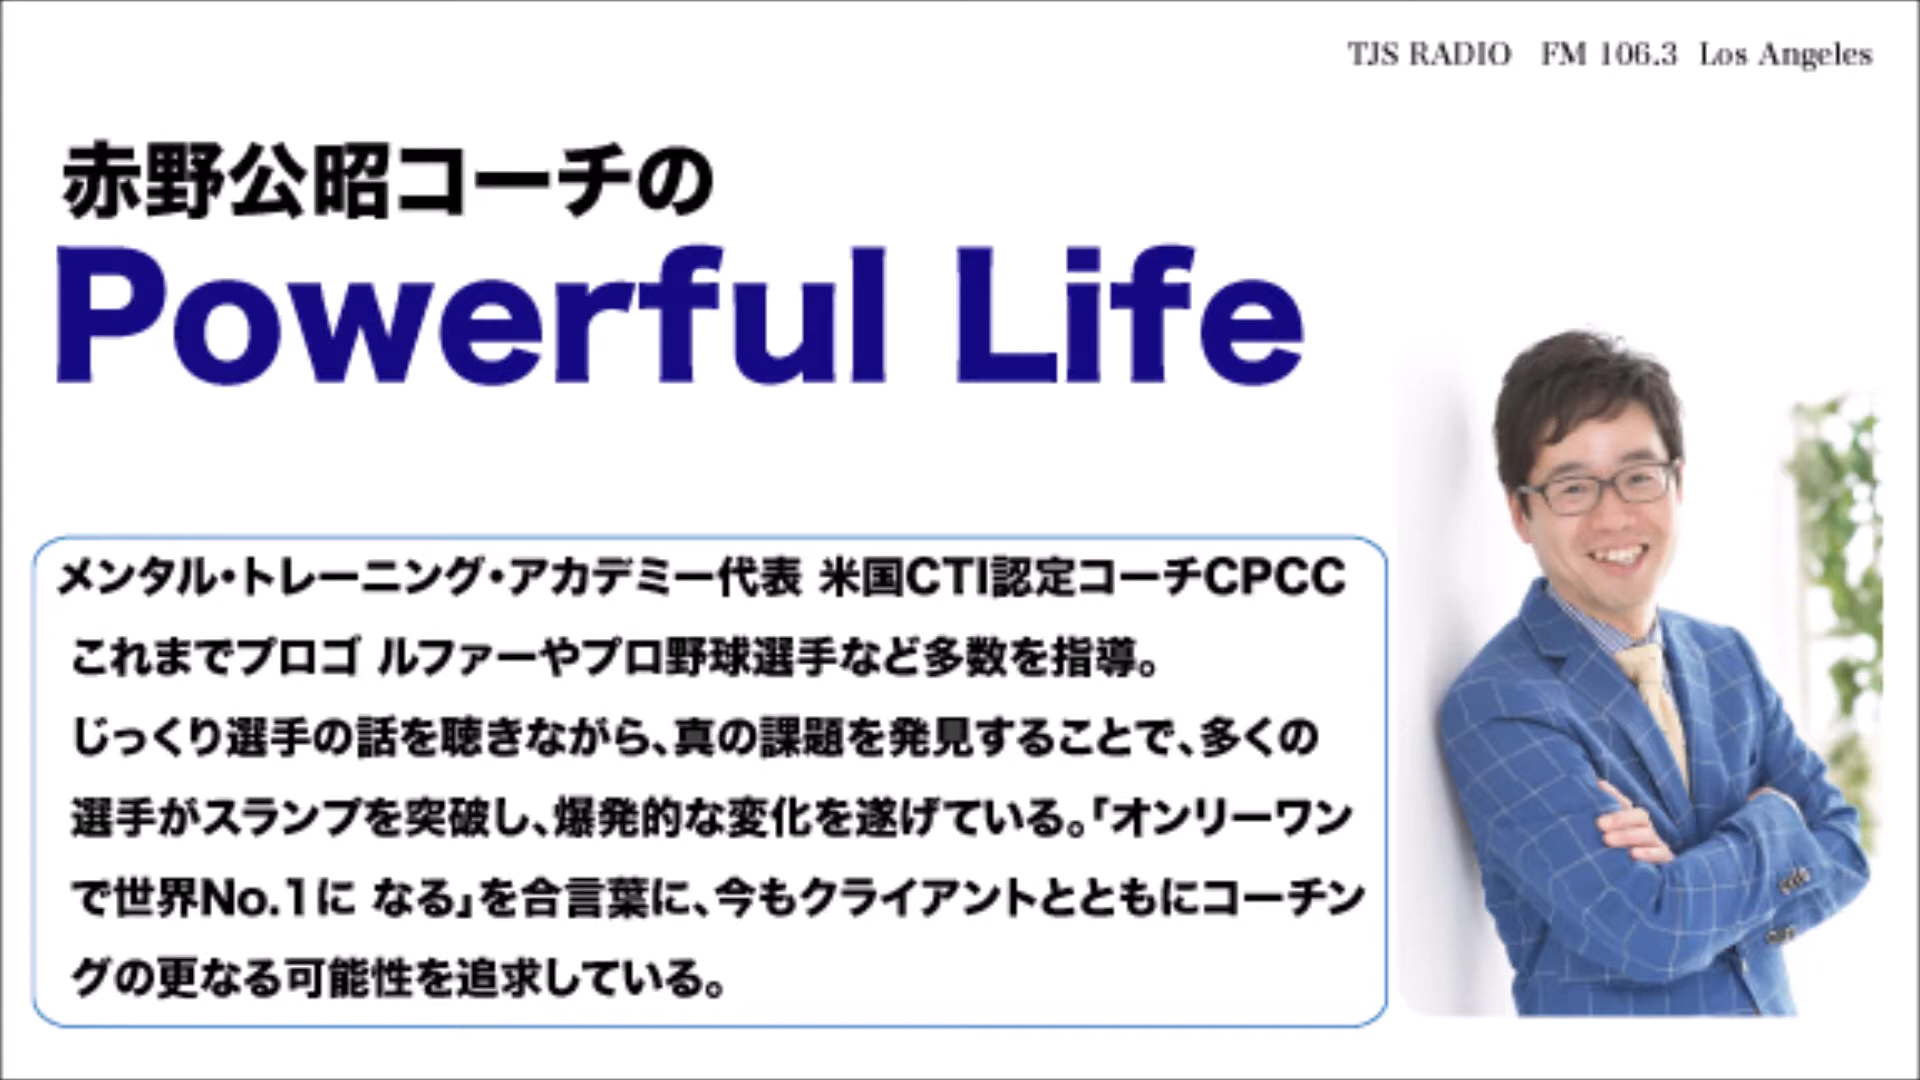 TJS RADIO FM 106.3 Los Angeles
赤野公昭コーチの
Powerful Life
メンタル・トレーニング・アカデミー代表 米国CTI認定コーチCPCC
これまでプロゴ ルファーやプロ野球選手など多数を指導。
じっくり選手の話を聴きながら、真の課題を発見することで、多くの
選手がスランプを突破し、爆発的な変化を遂げている。「オンリーワン
で世界No.1に なる」を合言葉に、今もクライアントとともにコーチン
グの更なる可能性を追求している。